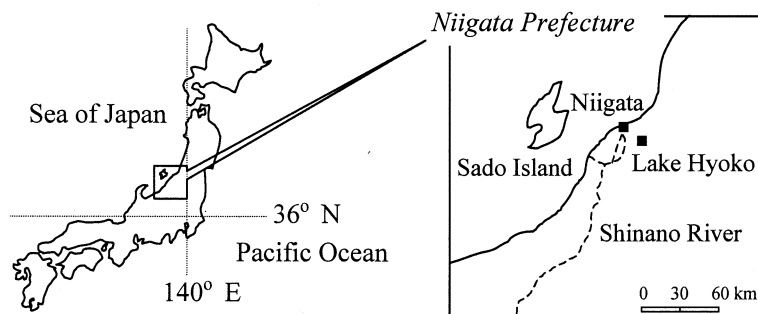 Niigata Prefecture
Sea of Japan
36° N
Pacific Ocean
140° E
Niigata
Sado Island
Lake Hyoko
Shinano River
0 30 60 km